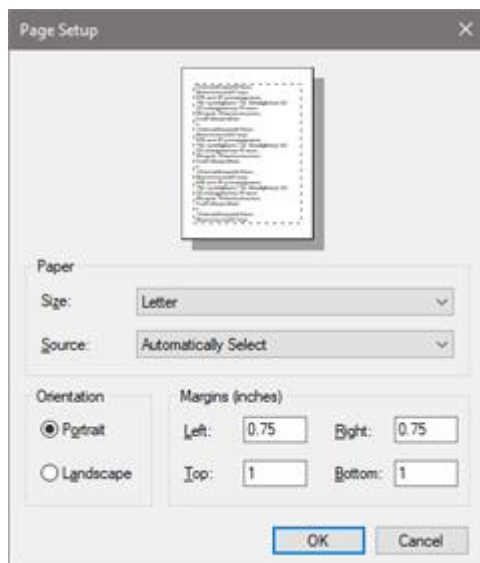 Page Setup
Paper
Size: Letter
Source: Automatically Select
Orientation
Portrait
Landscape
Margins (inches)
Left: 0.75 Right: 0.75
Top: 1 Bottom: 1
OK Cancel